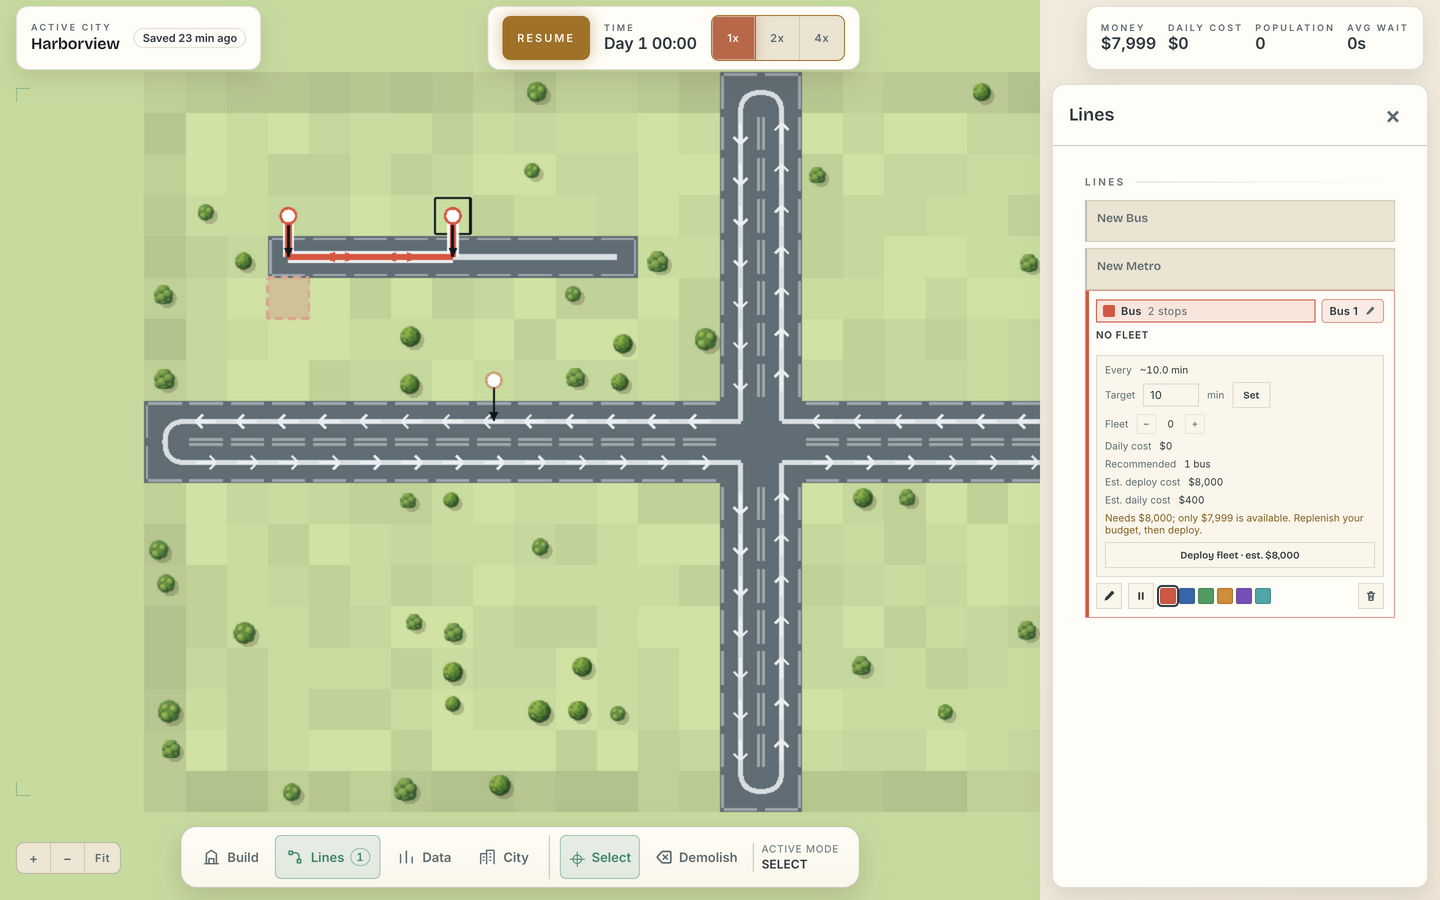 ACTIVE CITY
Harborview
Saved 23 min ago
RESUME
TIME
Day 1 00:00
1x
2x
4x
MONEY
$7,999
DAILY COST
$0
POPULATION
0
AVG WAIT
0s
Lines
LINES
New Bus
New Metro
Bus 2 stops
Bus 1
NO FLEET
Every ~10.0 min
Target 10 min Set
Fleet − 0 +
Daily cost $0
Recommended 1 bus
Est. deploy cost $8,000
Est. daily cost $400
Needs $8,000; only $7,999 is available. Replenish your
budget, then deploy.
Deploy fleet · est. $8,000
+ − Fit
Build
Lines 1
Data
City
Select
Demolish
ACTIVE MODE
SELECT